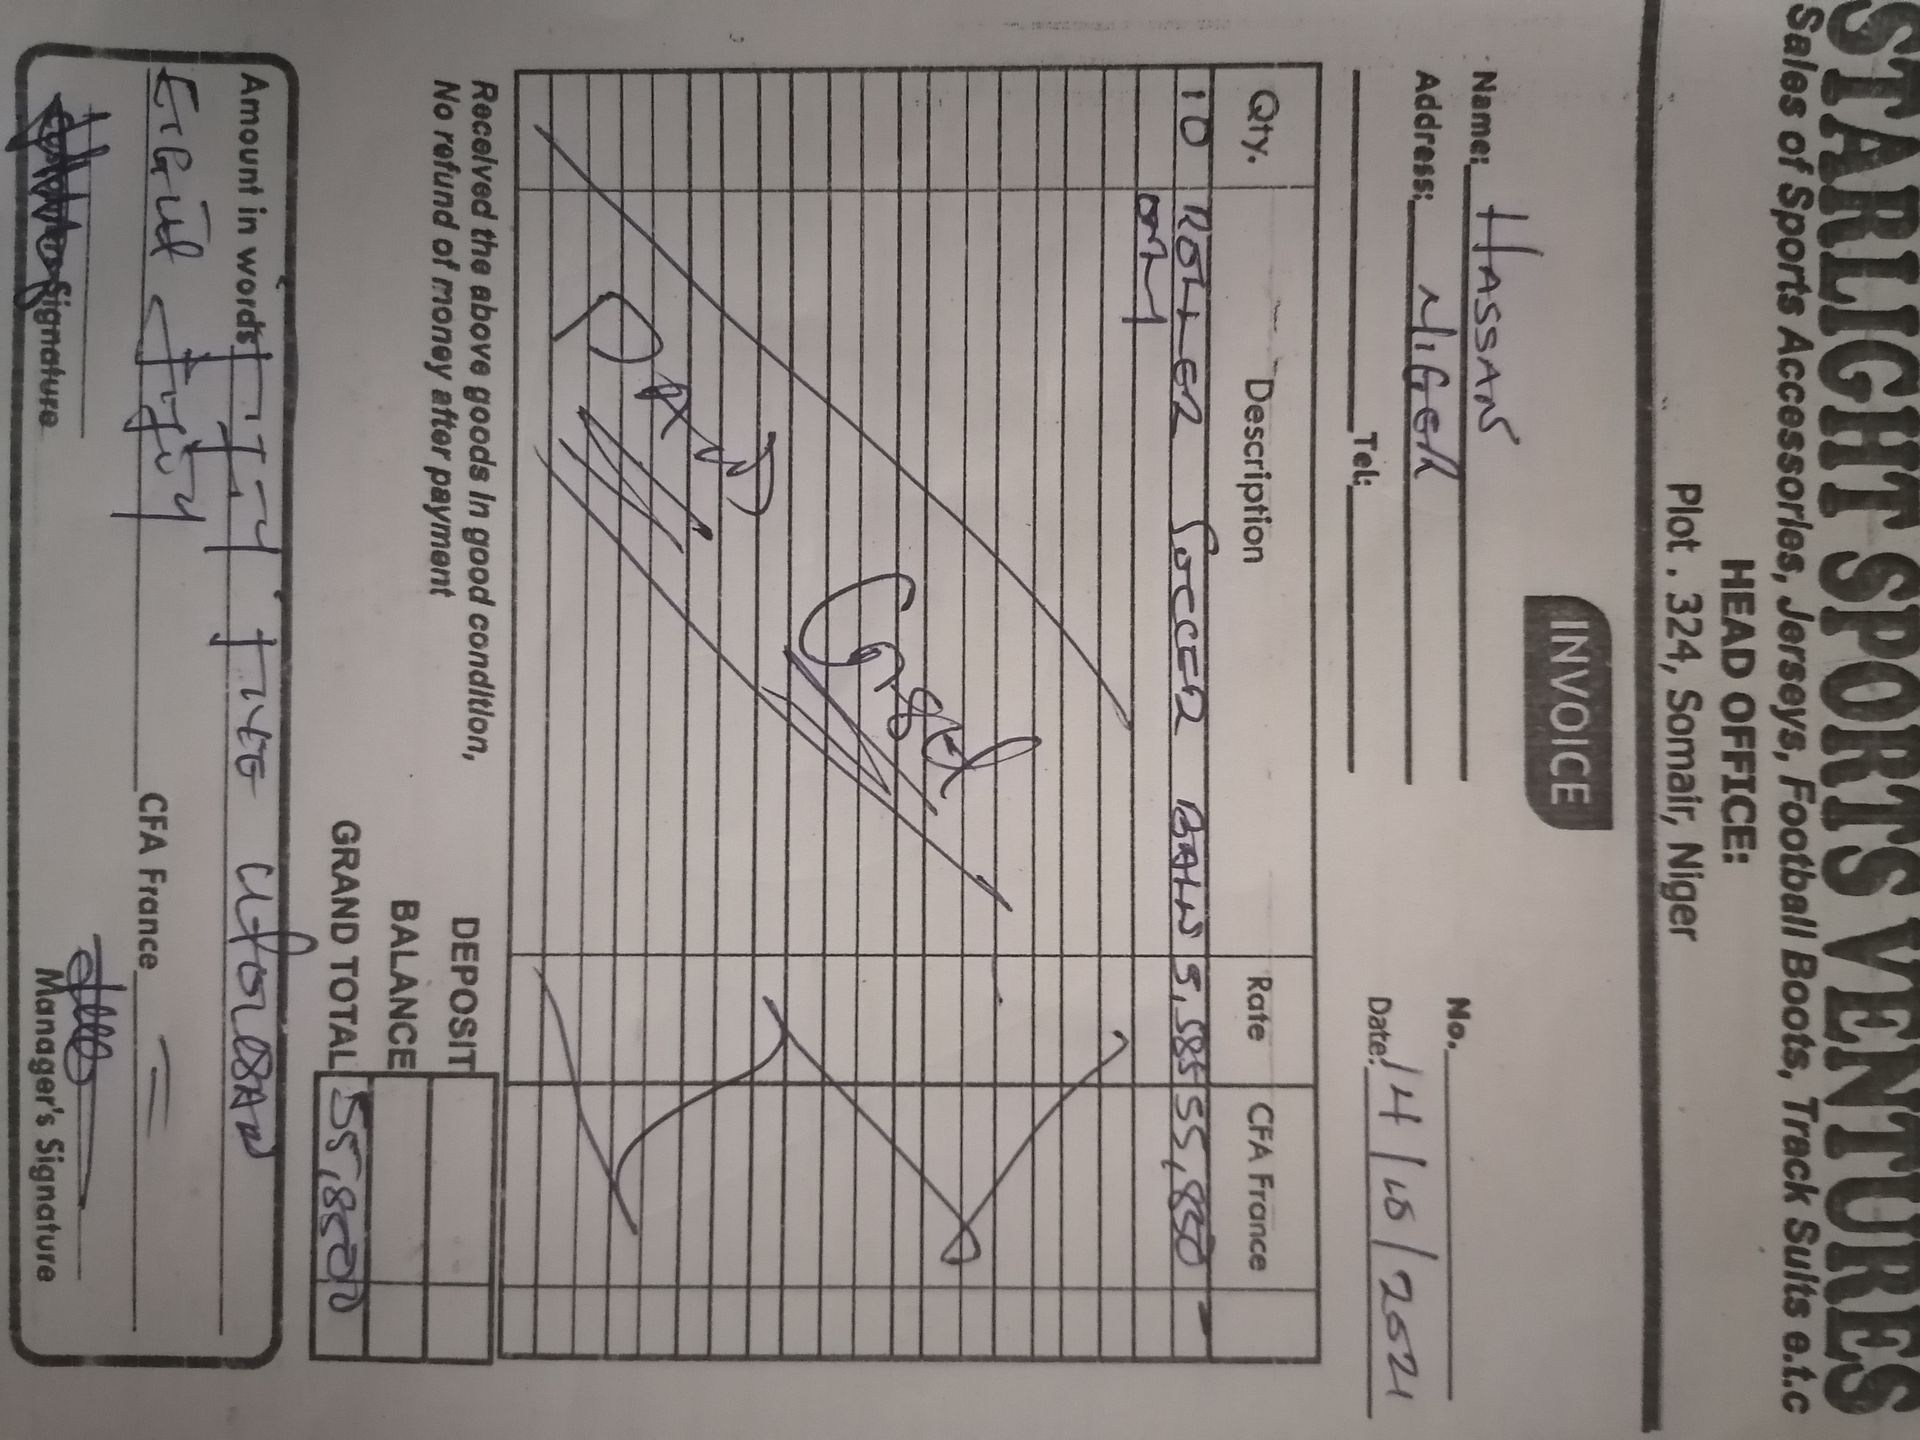 STARLIGHT SPORTS VENTURES
Sales of Sports Accessories, Jerseys, Football Boots, Track Suits e.t.c
HEAD OFFICE:
Plot . 324, Somair, Niger
INVOICE
Name: HASSAN No.
Address: NIGER Date: 14/10/2021
Tel:
Qty. Description Rate CFA France
10 ROLLER SOCCER BALLS 5,585 55,850
ONLY
Paid Cash
Received the above goods in good condition,
No refund of money after payment
DEPOSIT
BALANCE
GRAND TOTAL 55,850
Amount in words FIFTY FIVE THOUSAND
EIGHT FIFTY CFA France
Signature Manager's Signature